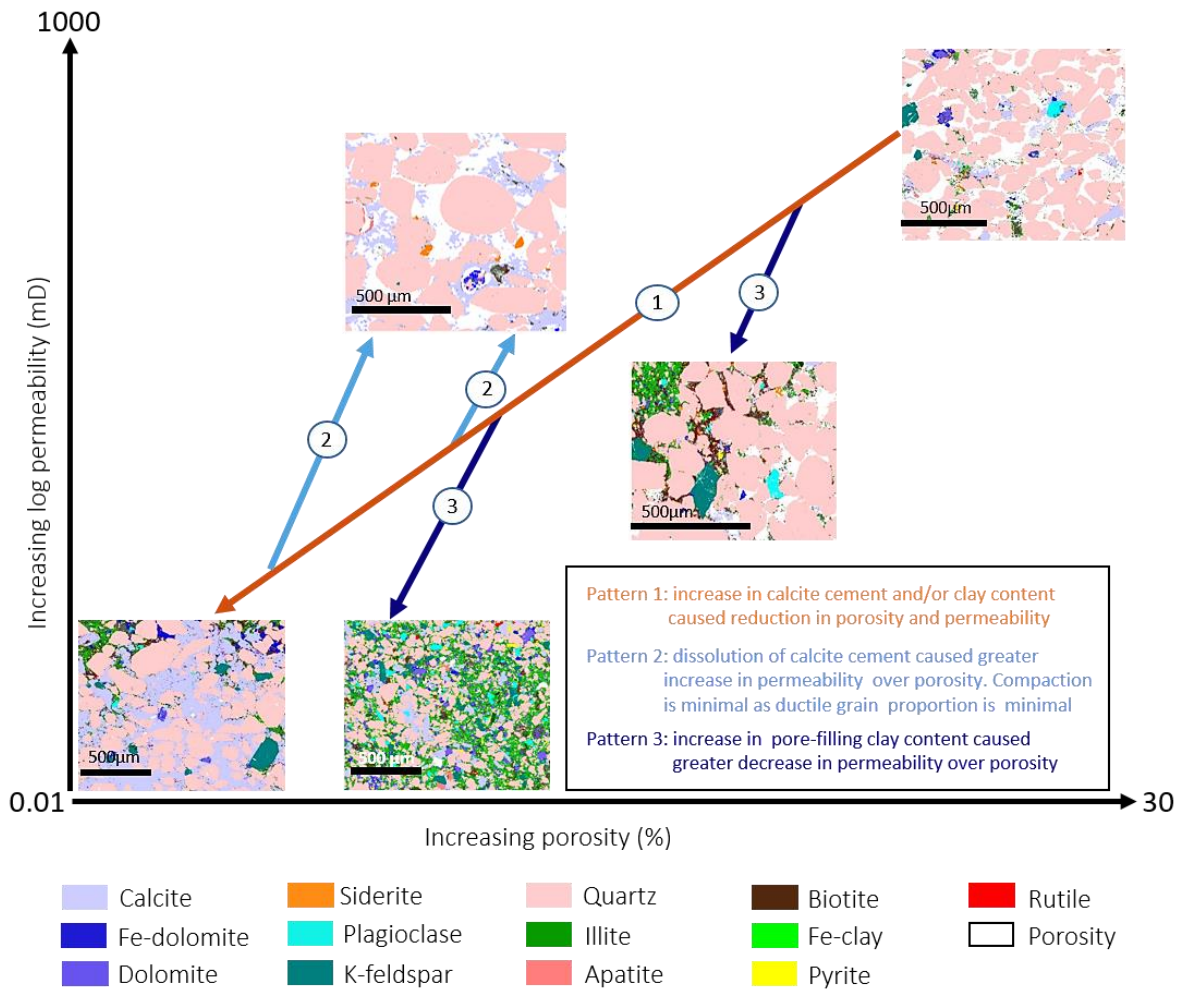 1000
Increasing log permeability (mD)
500µm
500 µm
1
3
2
2
3
500µm
500µm
500 µm
Pattern 1: increase in calcite cement and/or clay content
caused reduction in porosity and permeability
Pattern 2: dissolution of calcite cement caused greater
increase in permeability over porosity. Compaction
is minimal as ductile grain proportion is minimal
Pattern 3: increase in pore-filling clay content caused
greater decrease in permeability over porosity
0.01
30
Increasing porosity (%)
Calcite
Siderite
Quartz
Biotite
Rutile
Fe-dolomite
Plagioclase
Illite
Fe-clay
Porosity
Dolomite
K-feldspar
Apatite
Pyrite